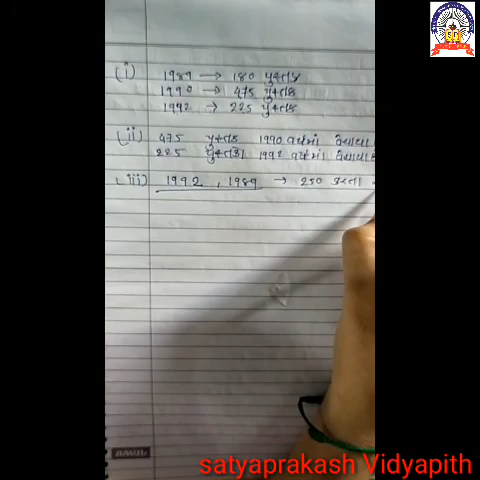 (i) 1989 → 180 પુસ્તક
1990 → 475 પુસ્તક
1992 → 225 પુસ્તક
(ii) 475 પુસ્તક 1990 વર્ષમાં વેચાયા
225 પુસ્તકો 1992 વર્ષમાં વેચાયા
(iii) 1992 , 1989 → 250 કરતા
AMUL
satyaprakash Vidyapith